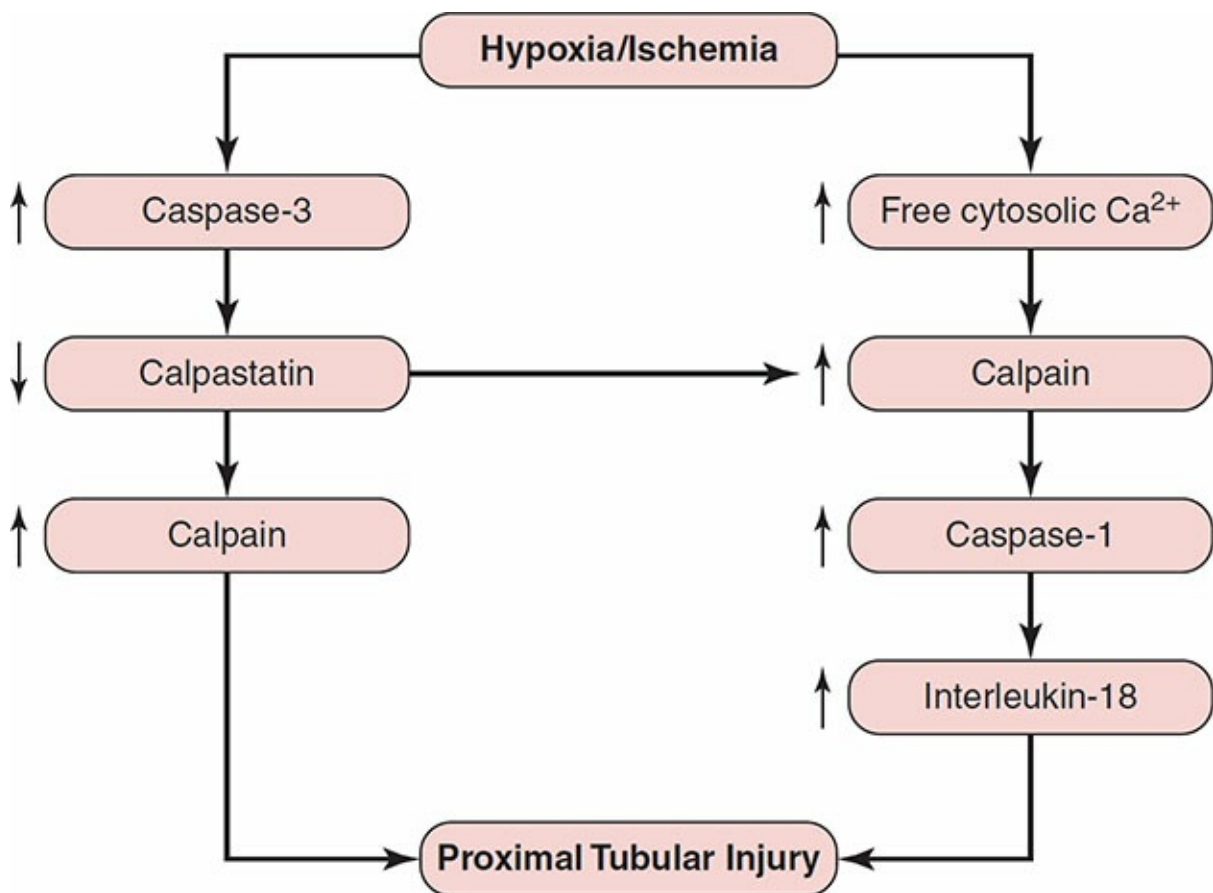 Hypoxia/Ischemia
Caspase-3
Free cytosolic Ca²⁺
Calpastatin
Calpain
Calpain
Caspase-1
Interleukin-18
Proximal Tubular Injury